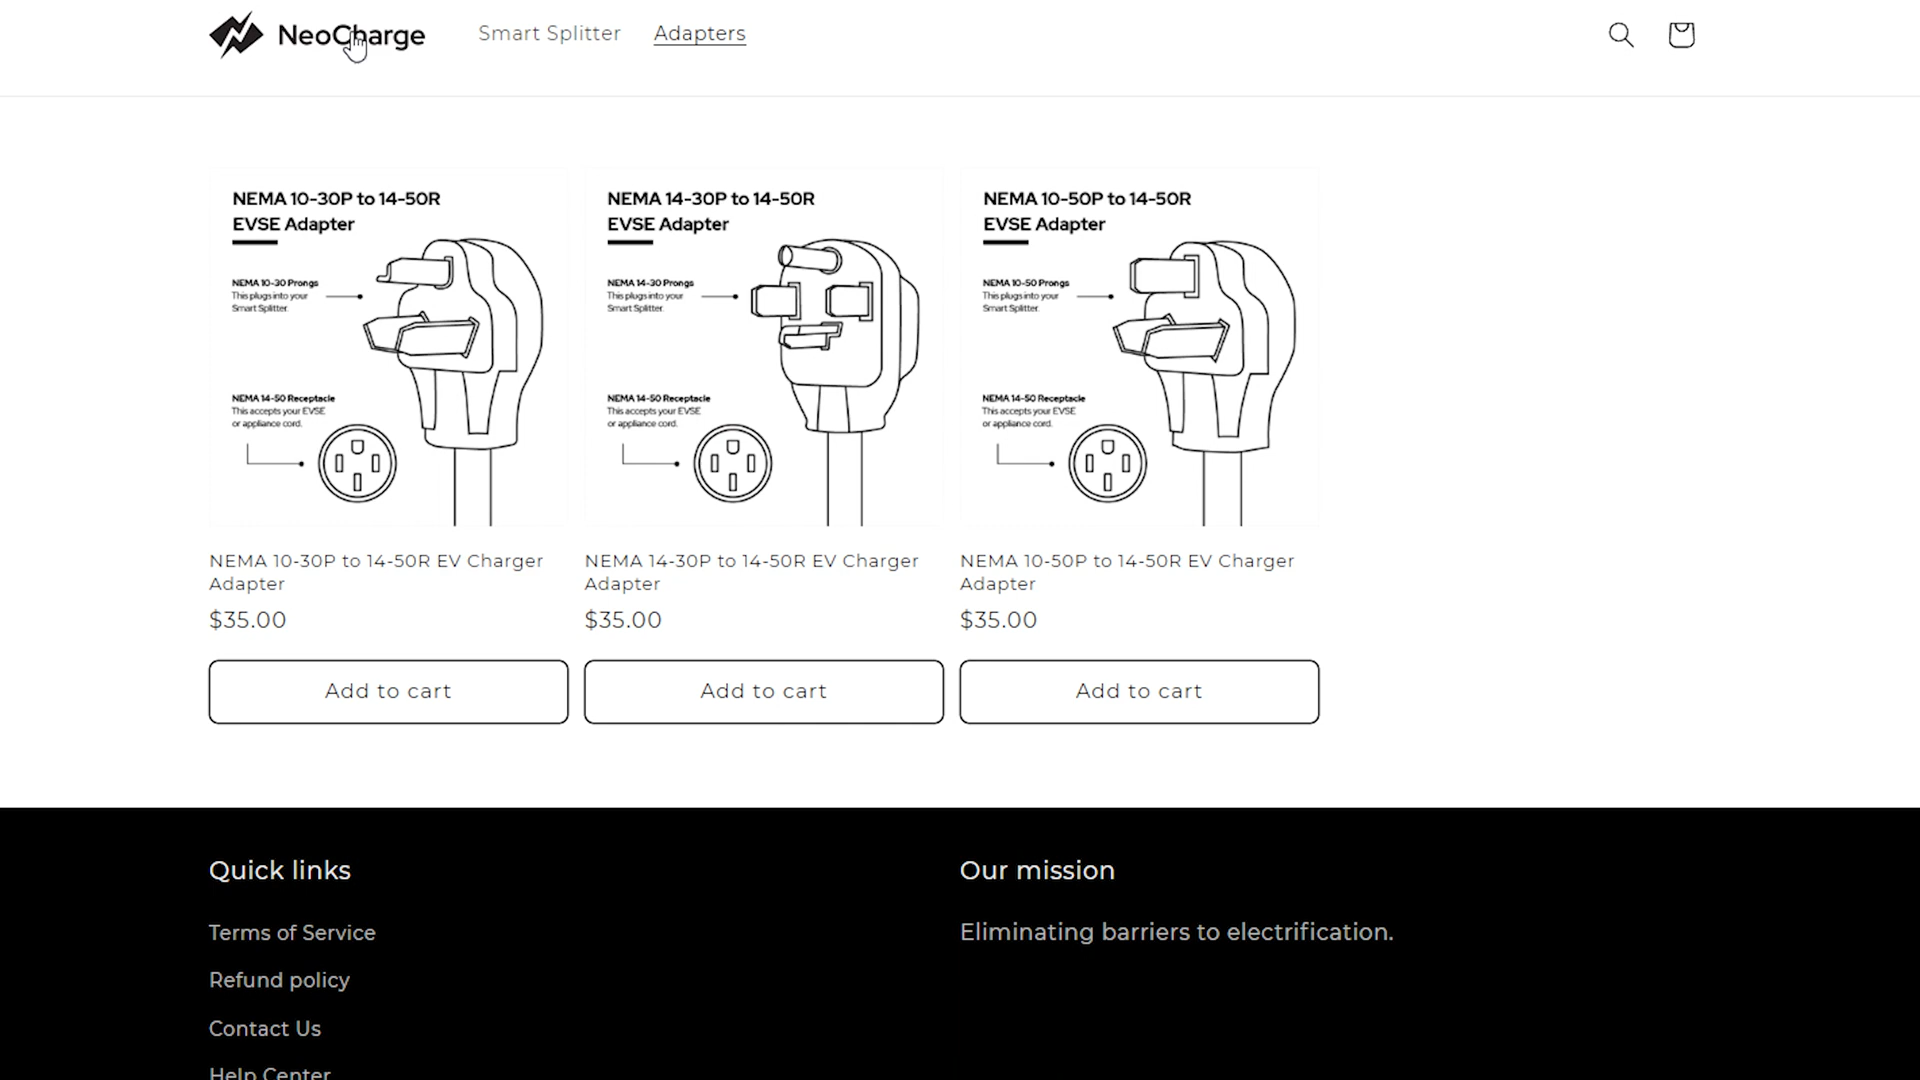 NeoCharge
Smart Splitter
Adapters
NEMA 10-30P to 14-50R
EVSE Adapter
NEMA 10-30 Prongs
This plugs into your
Smart Splitter.
NEMA 14-50 Receptacle
This accepts your EVSE
or appliance cord.
NEMA 14-30P to 14-50R
EVSE Adapter
NEMA 14-30 Prongs
This plugs into your
Smart Splitter.
NEMA 14-50 Receptacle
This accepts your EVSE
or appliance cord.
NEMA 10-50P to 14-50R
EVSE Adapter
NEMA 10-50 Prongs
This plugs into your
Smart Splitter.
NEMA 14-50 Receptacle
This accepts your EVSE
or appliance cord.
NEMA 10-30P to 14-50R EV Charger
Adapter
$35.00
Add to cart
NEMA 14-30P to 14-50R EV Charger
Adapter
$35.00
Add to cart
NEMA 10-50P to 14-50R EV Charger
Adapter
$35.00
Add to cart
Quick links
Terms of Service
Refund policy
Contact Us
Help Center
Our mission
Eliminating barriers to electrification.